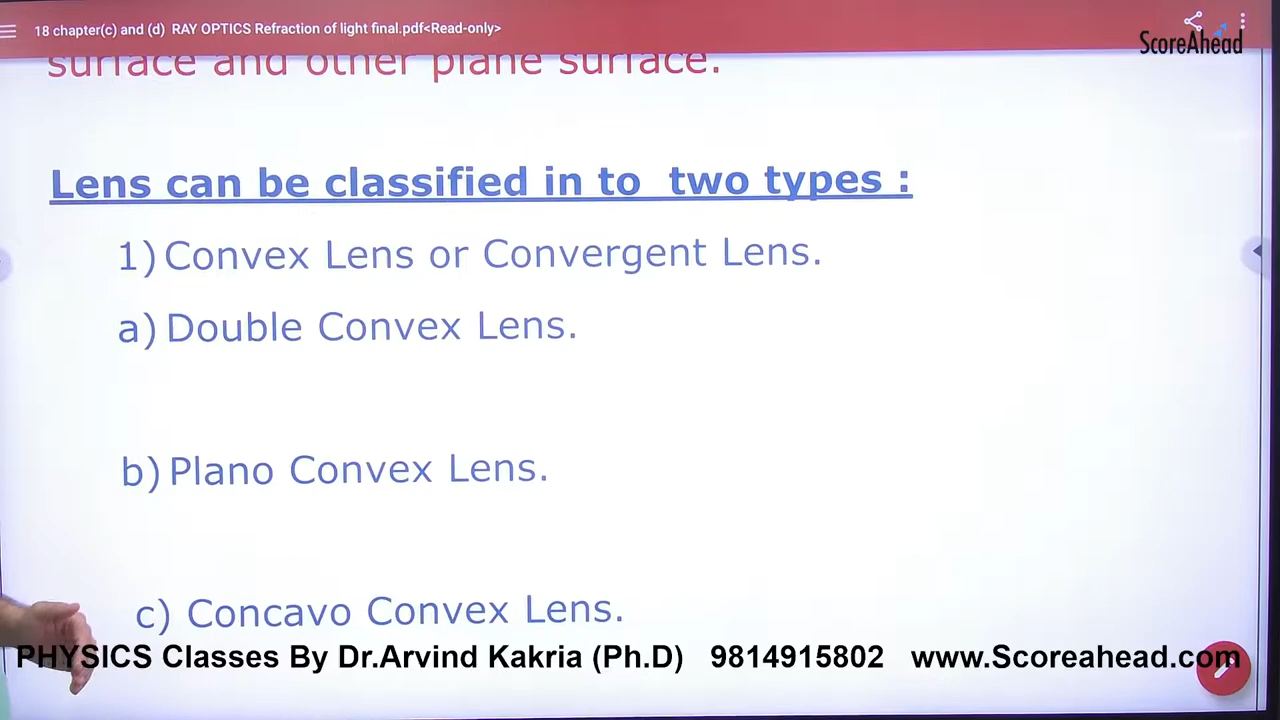 18 chapter(c) and (d) RAY OPTICS Refraction of light final.pdf<Read-only>
ScoreAhead
surface and other plane surface.
Lens can be classified in to two types :
1) Convex Lens or Convergent Lens.
a) Double Convex Lens.
b) Plano Convex Lens.
c) Concavo Convex Lens.
PHYSICS Classes By Dr.Arvind Kakria (Ph.D) 9814915802 www.Scoreahead.com